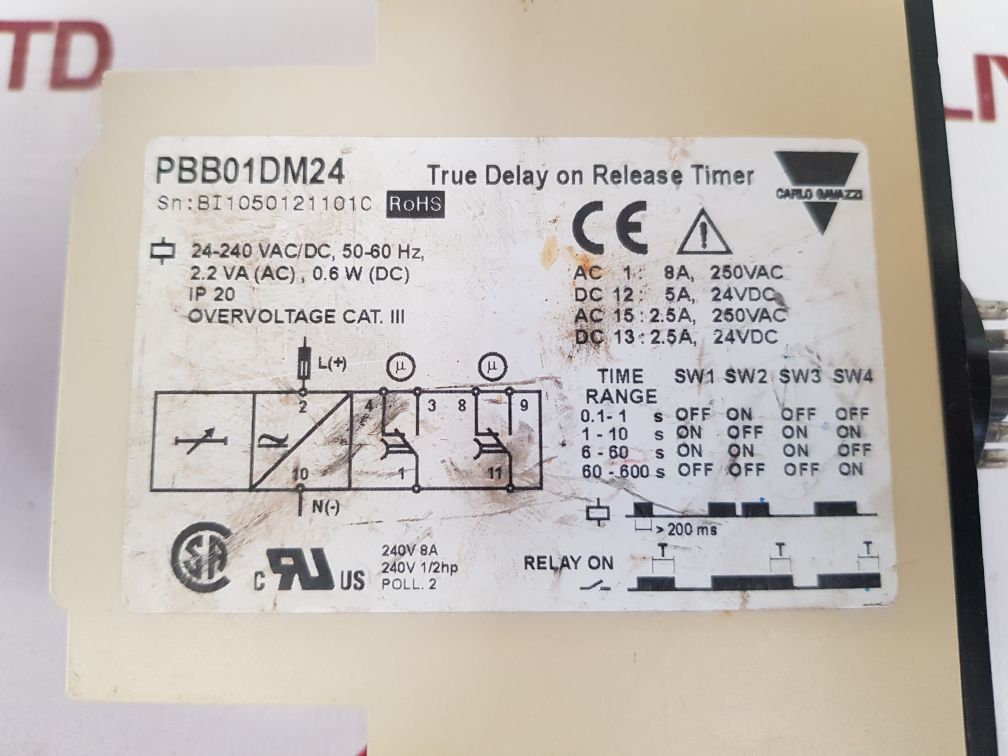 TD
LN
PBB01DM24
True Delay on Release Timer
CARLO GAVAZZI
Sn:BI1050121101C RoHS
CE
24-240 VAC/DC, 50-60 Hz,
2.2 VA (AC) , 0.6 W (DC)
IP 20
OVERVOLTAGE CAT. III
AC 1: 8A, 250VAC
DC 12: 5A, 24VDC
AC 15: 2.5A, 250VAC
DC 13: 2.5A, 24VDC
L(+)
µ µ
2 4 3 8 9
10 1 11
N(-)
TIME SW1 SW2 SW3 SW4
RANGE
0.1-1 s OFF ON OFF OFF
1-10 s ON OFF ON ON
6-60 s ON ON ON OFF
60-600 s OFF OFF OFF ON
> 200 ms
T T T
RELAY ON
SA
C RU US
240V 8A
240V 1/2hp
POLL. 2